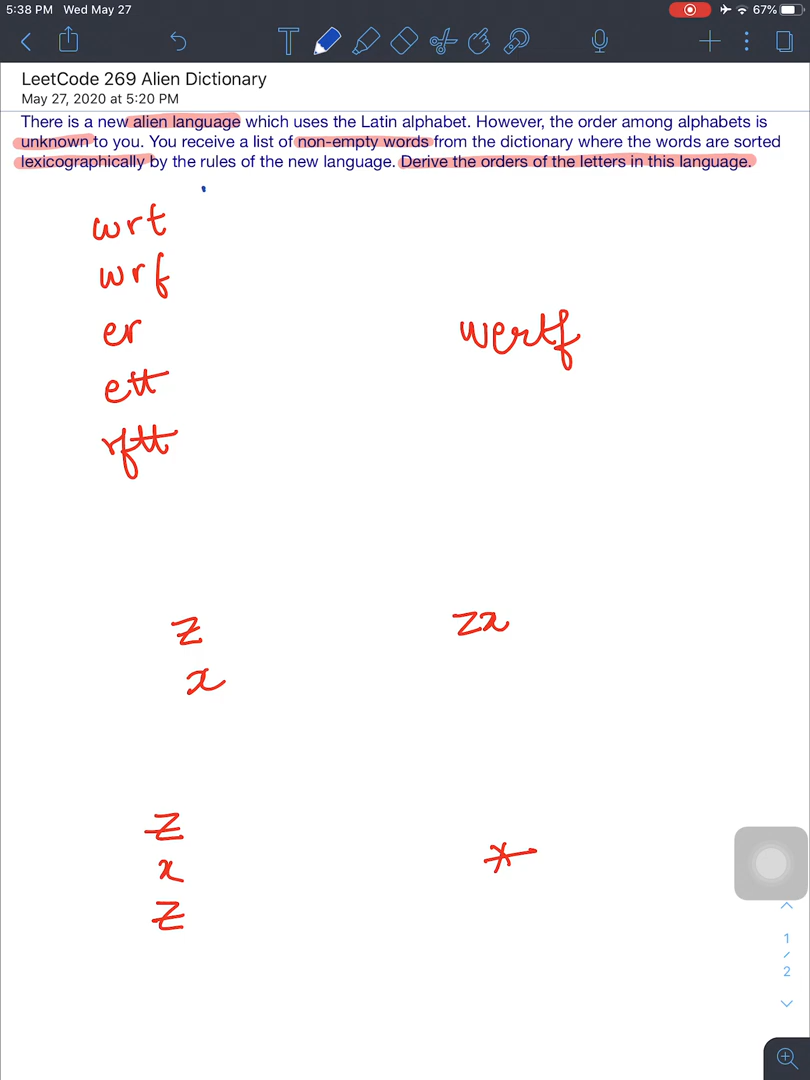 5:38 PM Wed May 27
67%
T
LeetCode 269 Alien Dictionary
May 27, 2020 at 5:20 PM
There is a new alien language which uses the Latin alphabet. However, the order among alphabets is
unknown to you. You receive a list of non-empty words from the dictionary where the words are sorted
lexicographically by the rules of the new language. Derive the orders of the letters in this language.
wrt
wrf
er
wertf
ett
rftt
z
zx
x
z
x
z
1
/
2